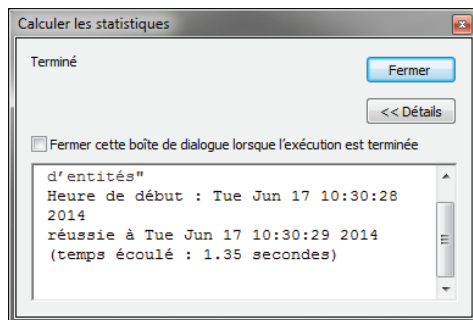 Calculer les statistiques
Terminé
Fermer
<< Détails
Fermer cette boîte de dialogue lorsque l'exécution est terminée
d'entités"
Heure de début : Tue Jun 17 10:30:28
2014
réussie à Tue Jun 17 10:30:29 2014
(temps écoulé : 1.35 secondes)